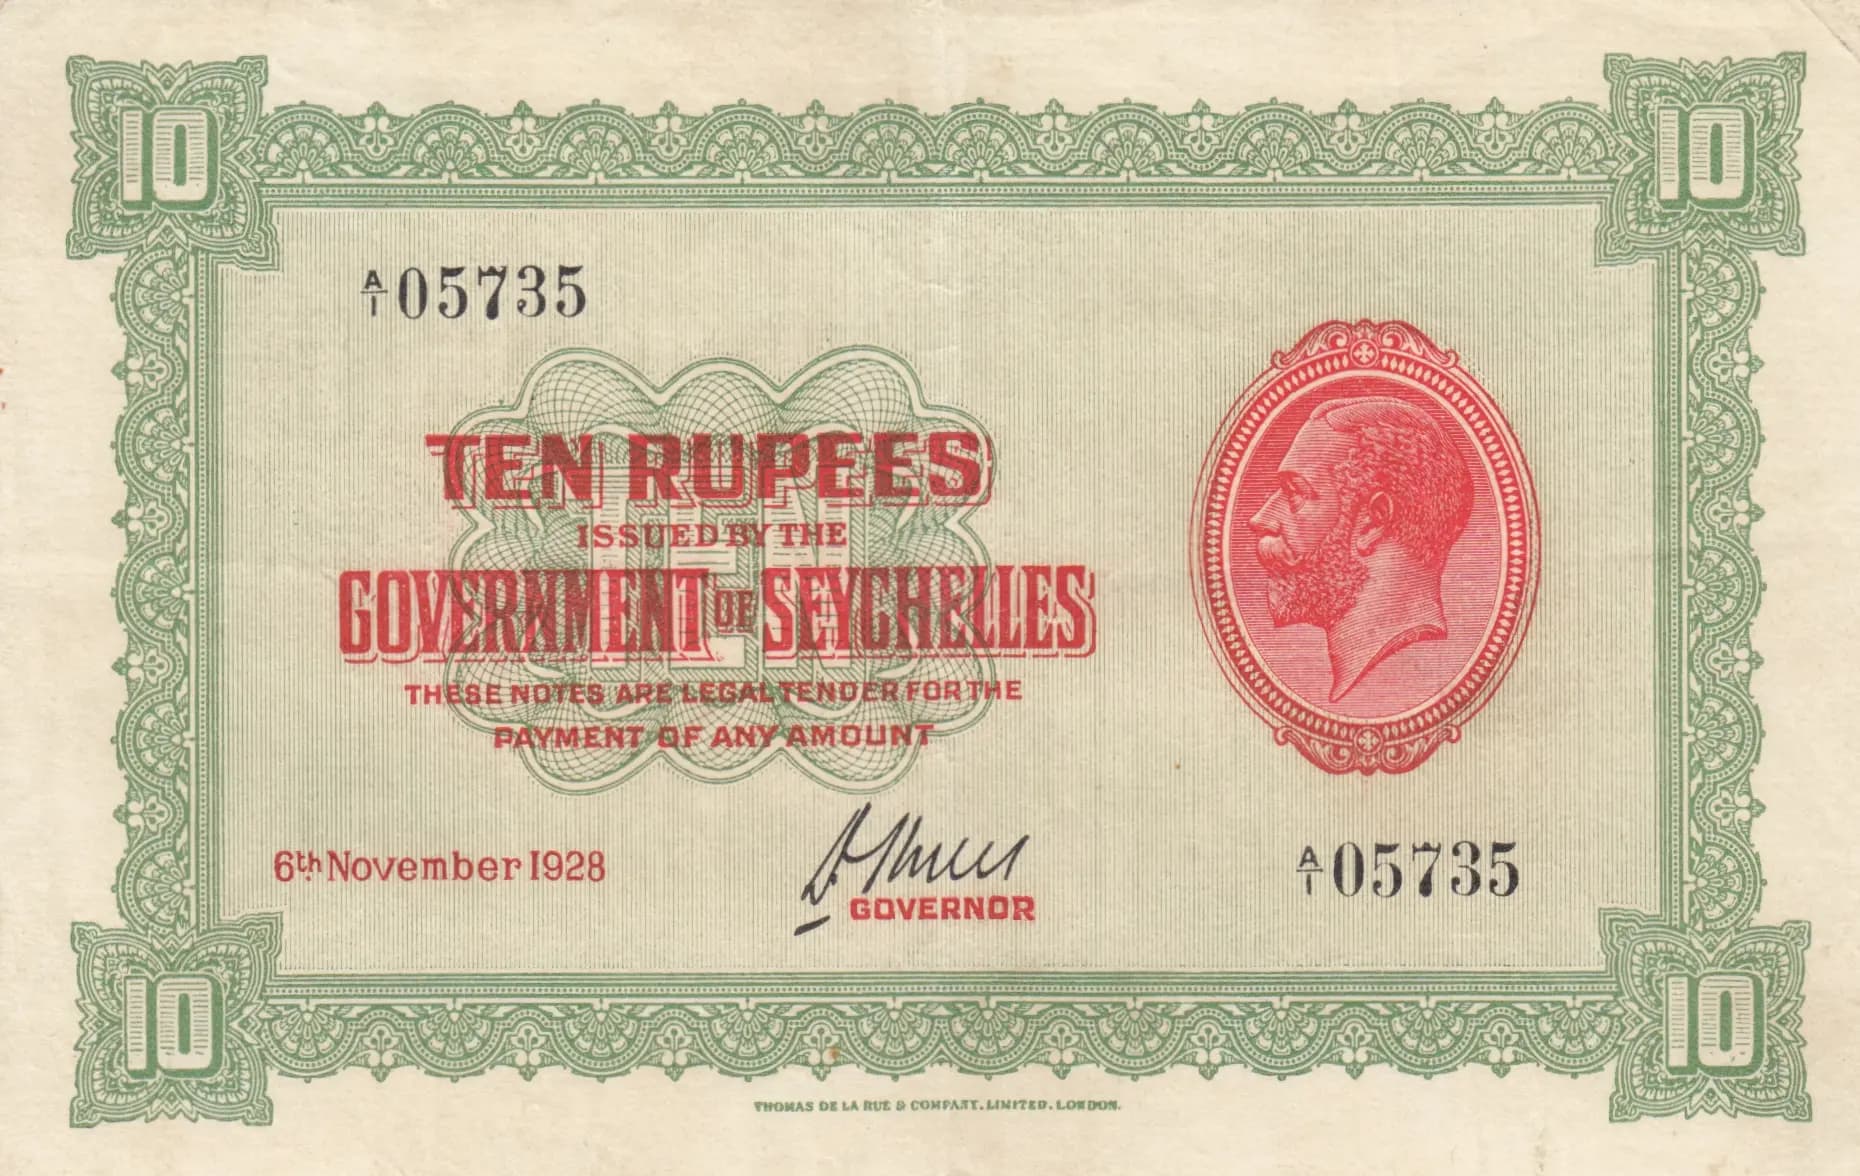 10
10
A/1 05735
TEN RUPEES
TEN
ISSUED BY THE
GOVERNMENT OF SEYCHELLES
THESE NOTES ARE LEGAL TENDER FOR THE
PAYMENT OF ANY AMOUNT
6th November 1928
GOVERNOR
A/1 05735
10
10
THOMAS DE LA RUE & COMPANY, LIMITED, LONDON.